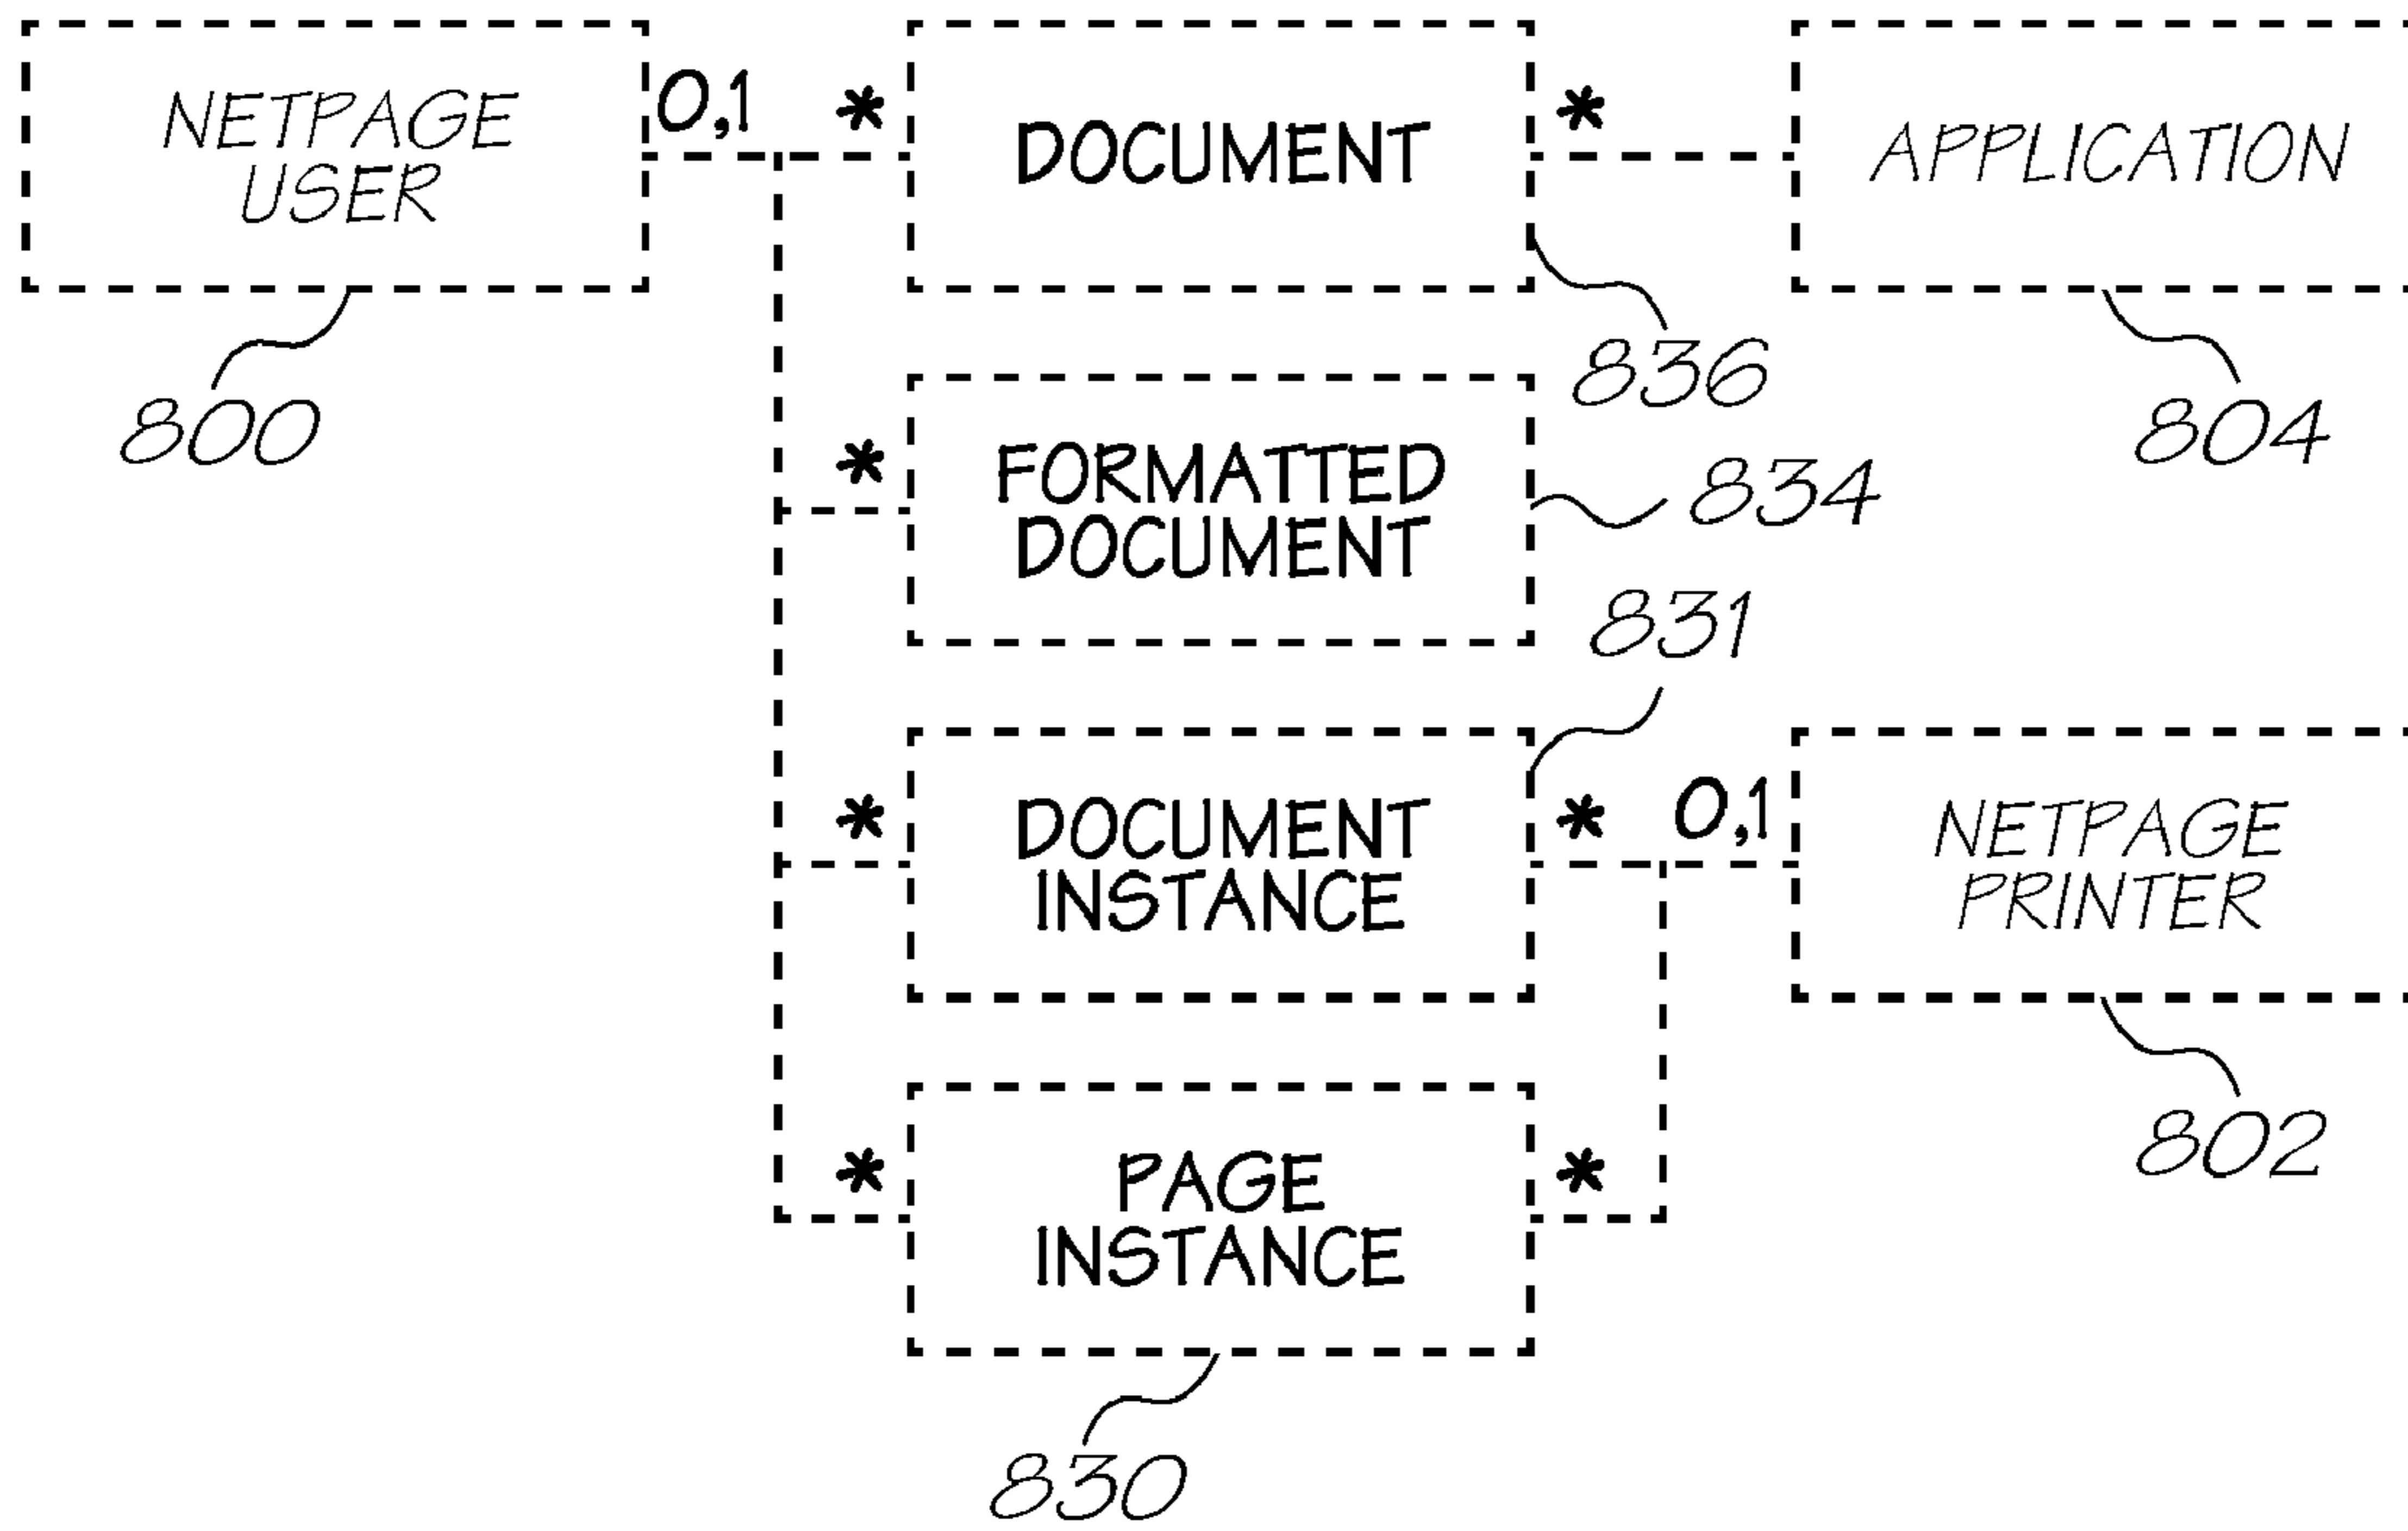 NETPAGE
USER
0,1
*
DOCUMENT
*
APPLICATION
800
836
804
*
FORMATTED
DOCUMENT
834
831
*
DOCUMENT
INSTANCE
*
0,1
NETPAGE
PRINTER
802
*
PAGE
INSTANCE
*
830